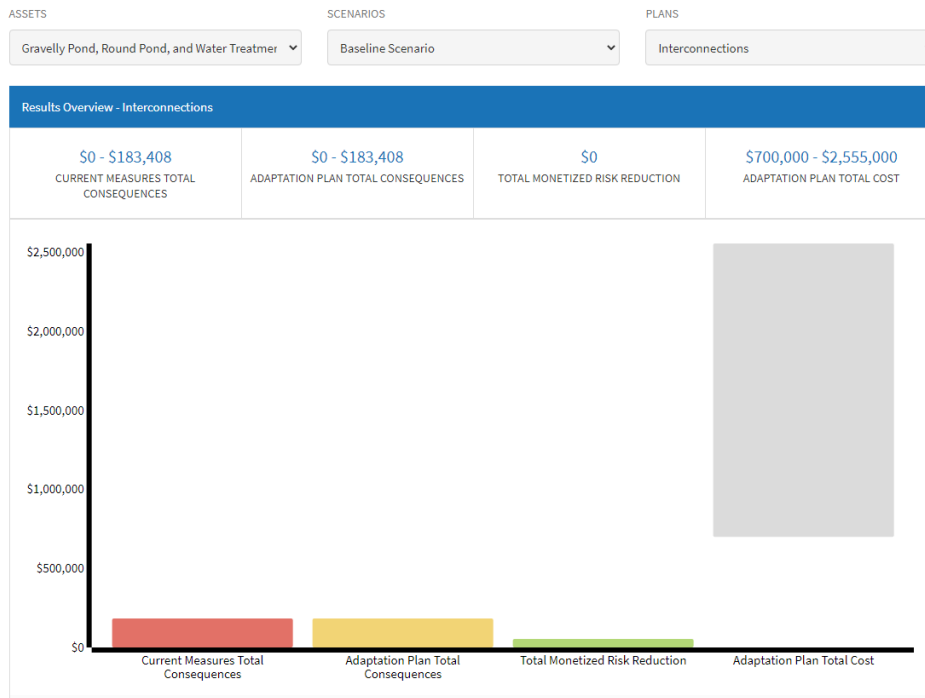 ASSETS
SCENARIOS
PLANS
Gravelly Pond, Round Pond, and Water Treatmer
Baseline Scenario
Interconnections
Results Overview - Interconnections
$0 - $183,408
CURRENT MEASURES TOTAL
CONSEQUENCES
$0 - $183,408
ADAPTATION PLAN TOTAL CONSEQUENCES
$0
TOTAL MONETIZED RISK REDUCTION
$700,000 - $2,555,000
ADAPTATION PLAN TOTAL COST
$2,500,000
$2,000,000
$1,500,000
$1,000,000
$500,000
$0
Current Measures Total
Consequences
Adaptation Plan Total
Consequences
Total Monetized Risk Reduction
Adaptation Plan Total Cost